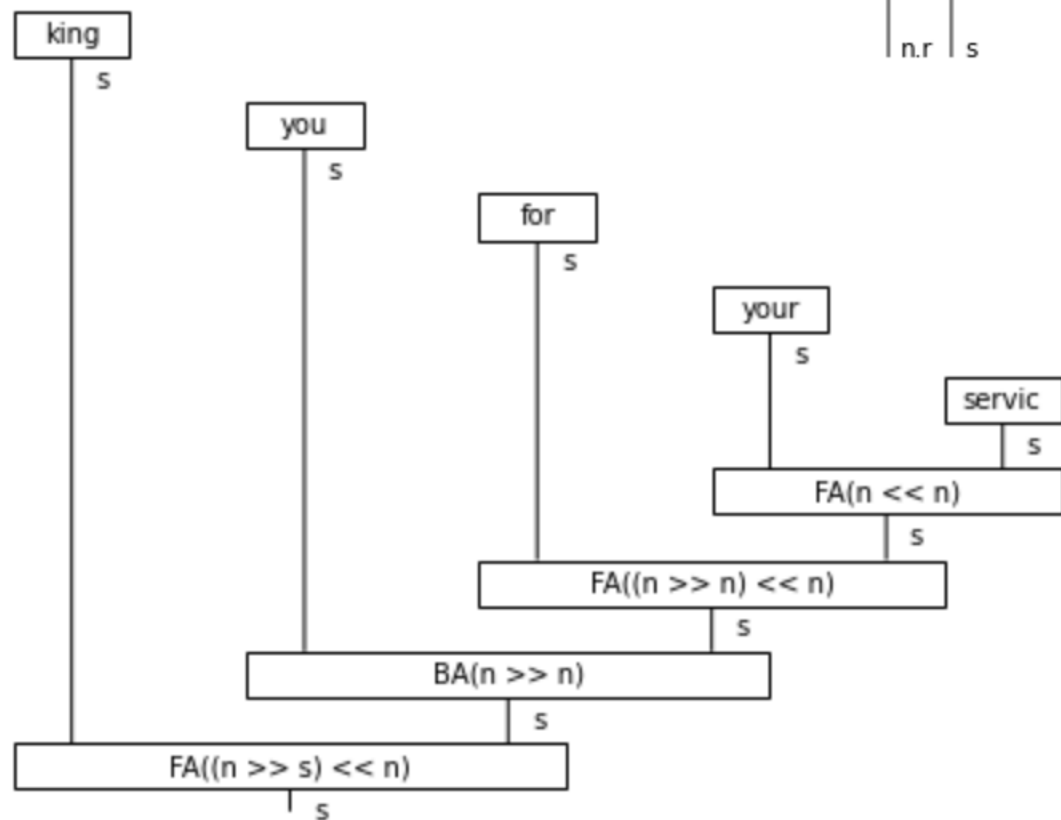 king
n.r s
s
you
s
for
s
your
s
servic
s
FA(n << n)
s
FA((n >> n) << n)
s
BA(n >> n)
s
FA((n >> s) << n)
s